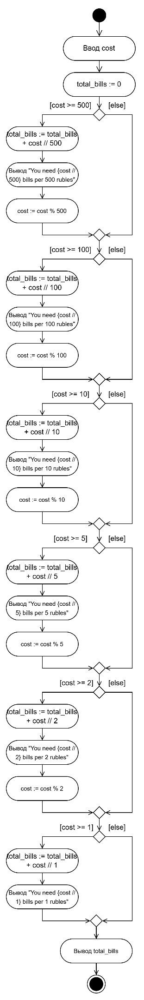 Ввод cost
total_bills := 0
[cost >= 500]
[else]
total_bills := total_bills
+ cost // 500
Вывод "You need {cost //
500} bills per 500 rubles"
cost := cost % 500
[cost >= 100]
[else]
total_bills := total_bills
+ cost // 100
Вывод "You need {cost //
100} bills per 100 rubles"
cost := cost % 100
[cost >= 10]
[else]
total_bills := total_bills
+ cost // 10
Вывод "You need {cost //
10} bills per 10 rubles"
cost := cost % 10
[cost >= 5]
[else]
total_bills := total_bills
+ cost // 5
Вывод "You need {cost //
5} bills per 5 rubles"
cost := cost % 5
[cost >= 2]
[else]
total_bills := total_bills
+ cost // 2
Вывод "You need {cost //
2} bills per 2 rubles"
cost := cost % 2
[cost >= 1]
[else]
total_bills := total_bills
+ cost // 1
Вывод "You need {cost //
1} bills per 1 rubles"
Вывод total_bills